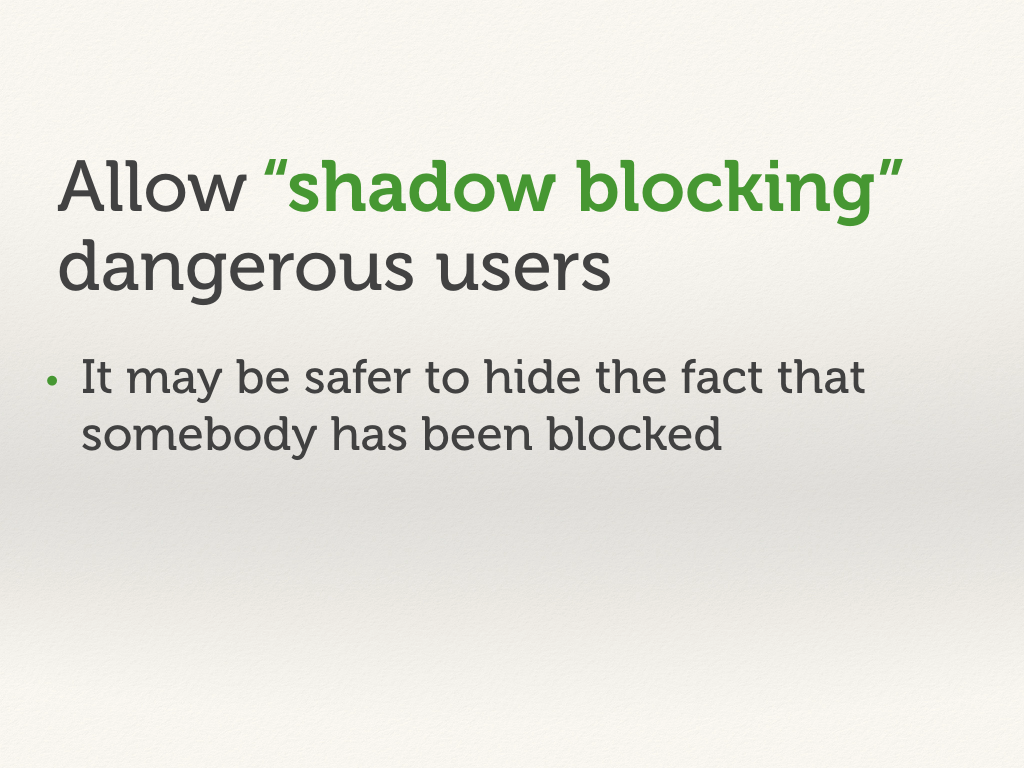 Allow “shadow blocking”
dangerous users
• It may be safer to hide the fact that
somebody has been blocked